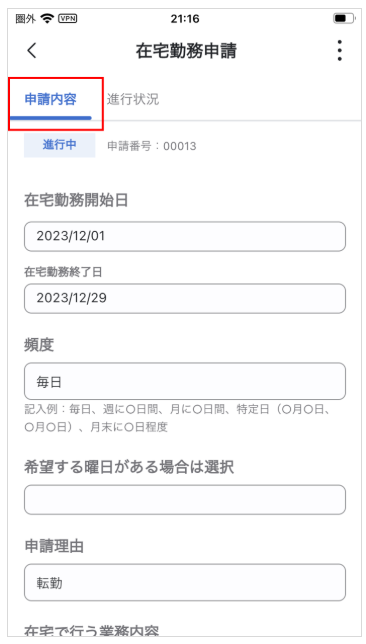 圏外 VPN 21:16
在宅勤務申請
申請内容 進行状況
進行中 申請番号：00013
在宅勤務開始日
2023/12/01
在宅勤務終了日
2023/12/29
頻度
毎日
記入例：毎日、週に〇日間、月に〇日間、特定日（〇月〇日、
〇月〇日）、月末に〇日程度
希望する曜日がある場合は選択
申請理由
転勤
在宅で行う業務内容